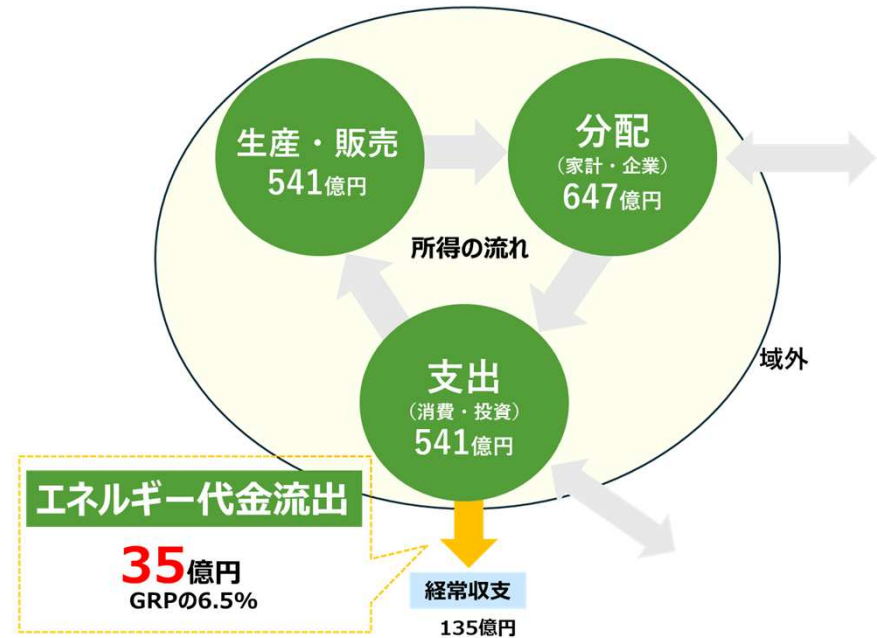 生産・販売
541億円
分配
（家計・企業）
647億円
所得の流れ
域外
支出
（消費・投資）
541億円
エネルギー代金流出
35億円
GRPの6.5%
経常収支
135億円